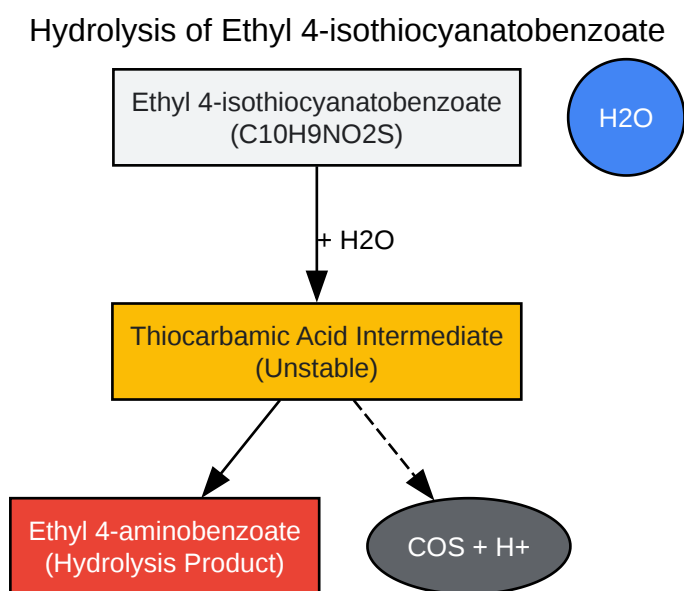 Hydrolysis of Ethyl 4-isothiocyanatobenzoate
Ethyl 4-isothiocyanatobenzoate
(C10H9NO2S)
H2O
+ H2O
Thiocarbamic Acid Intermediate
(Unstable)
Ethyl 4-aminobenzoate
(Hydrolysis Product)
COS + H+